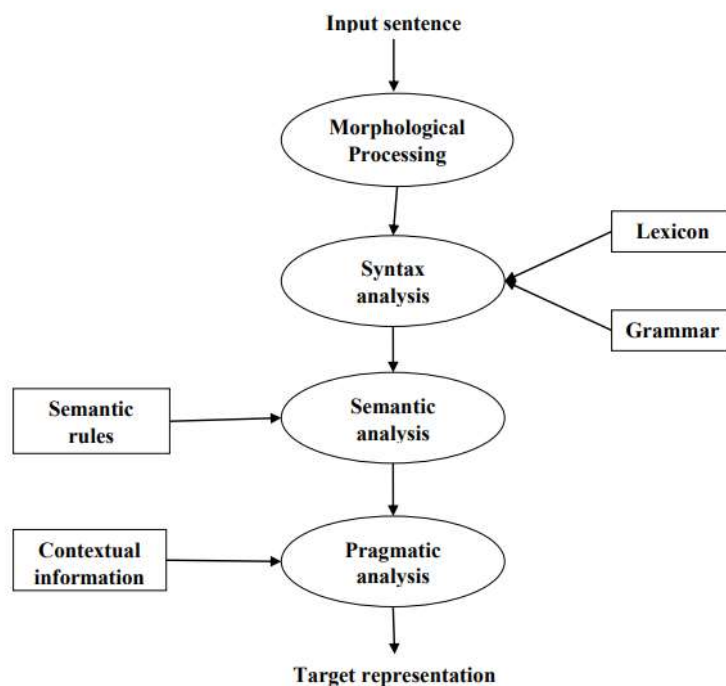 Input sentence
Morphological
Processing
Lexicon
Syntax
analysis
Grammar
Semantic
rules
Semantic
analysis
Contextual
information
Pragmatic
analysis
Target representation